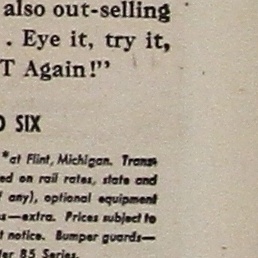 also out-selling
. Eye it, try it,
T Again!”
O SIX
*at Flint, Michigan. Trans-
ed on rail rates, state and
f any), optional equipment
s—extra. Prices subject to
t notice. Bumper guards—
ier 85 Series.